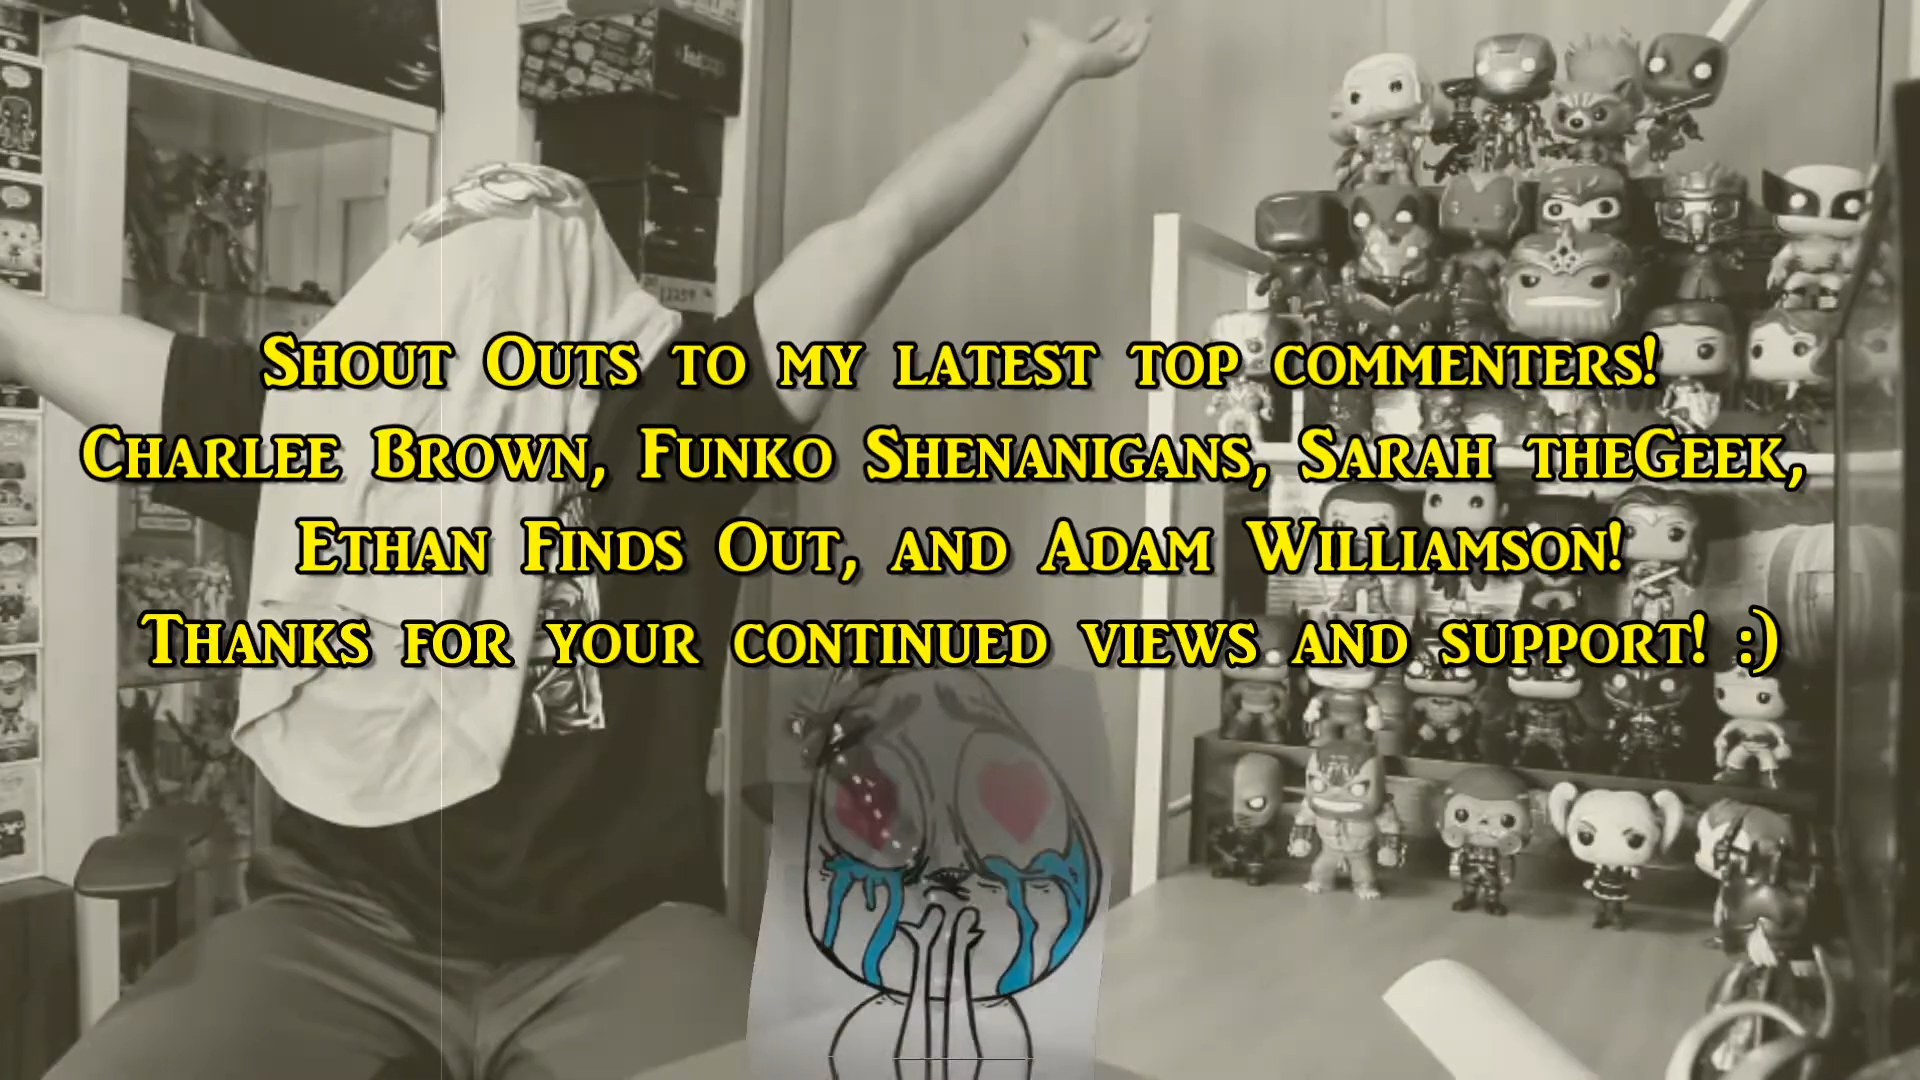 Shout Outs to my latest top commenters!
Charlee Brown, Funko Shenanigans, Sarah theGeek,
Ethan Finds Out, and Adam Williamson!
Thanks for your continued views and support! :)